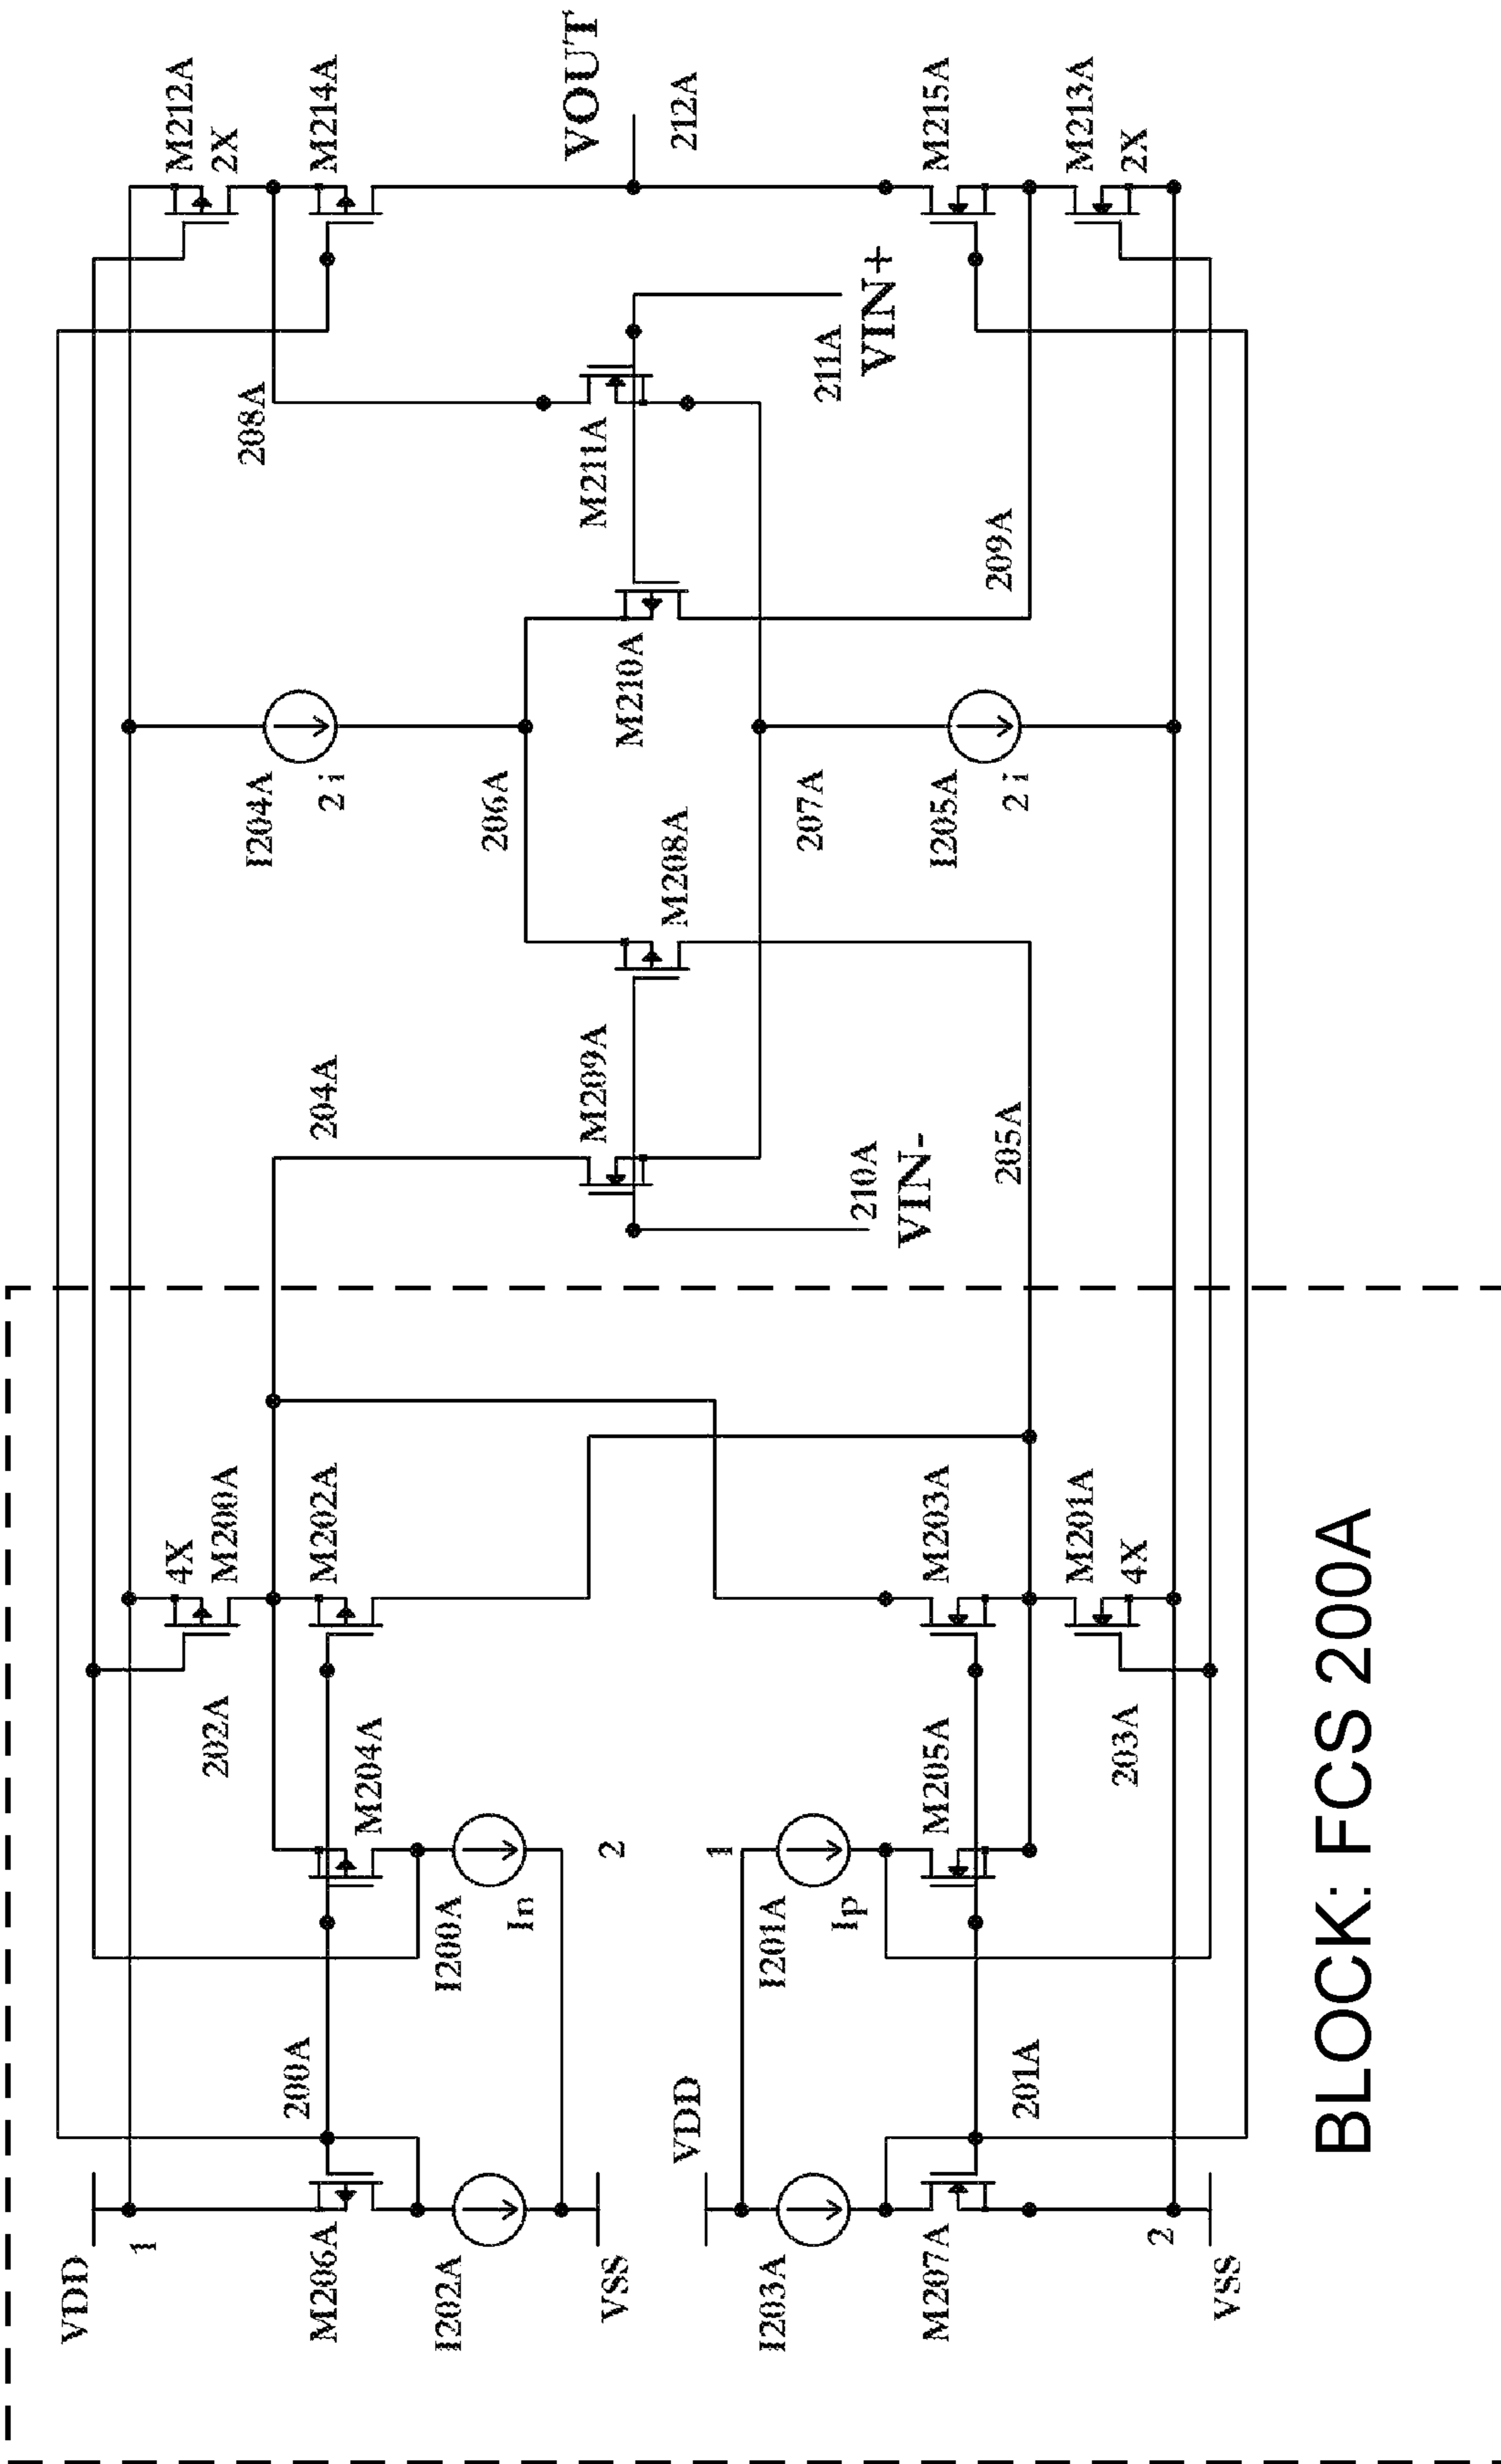 VDD
1
M206A
I202A
VSS
VDD
I203A
M207A
2
VSS
200A
201A
I200A
In
2
I201A
Ip
1
202A
M204A
M205A
203A
4X
M200A
M202A
M203A
M201A
4X
204A
M209A
210A
VIN-
205A
I204A
2 i
206A
M208A
207A
I205A
2 i
M210A
208A
M211A
209A
211A
VIN+
M212A
2X
M214A
VOUT
212A
M215A
M213A
2X
BLOCK: FCS 200A